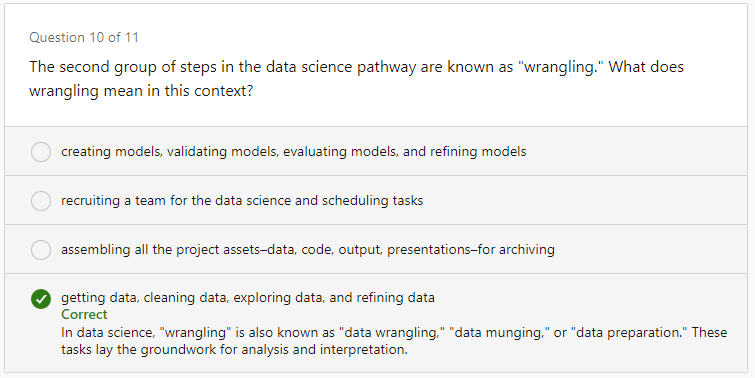 Question 10 of 11
The second group of steps in the data science pathway are known as "wrangling." What does
wrangling mean in this context?
creating models, validating models, evaluating models, and refining models
recruiting a team for the data science and scheduling tasks
assembling all the project assets–data, code, output, presentations–for archiving
getting data, cleaning data, exploring data, and refining data
Correct
In data science, "wrangling" is also known as "data wrangling," "data munging," or "data preparation." These
tasks lay the groundwork for analysis and interpretation.